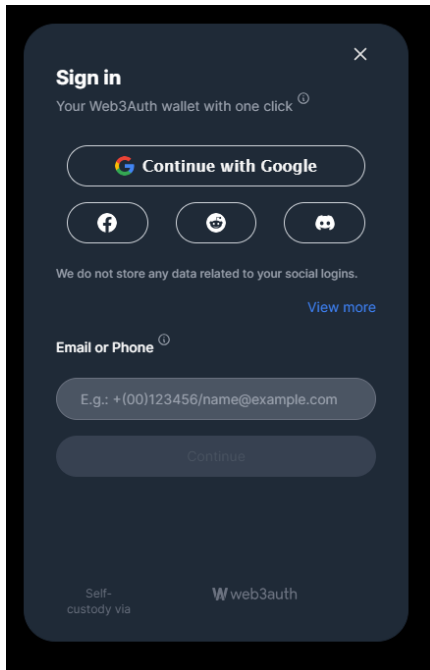 Sign in
Your Web3Auth wallet with one click
Continue with Google
We do not store any data related to your social logins.
View more
Email or Phone
E.g.: +(00)123456/name@example.com
Continue
Self-
custody via
web3auth